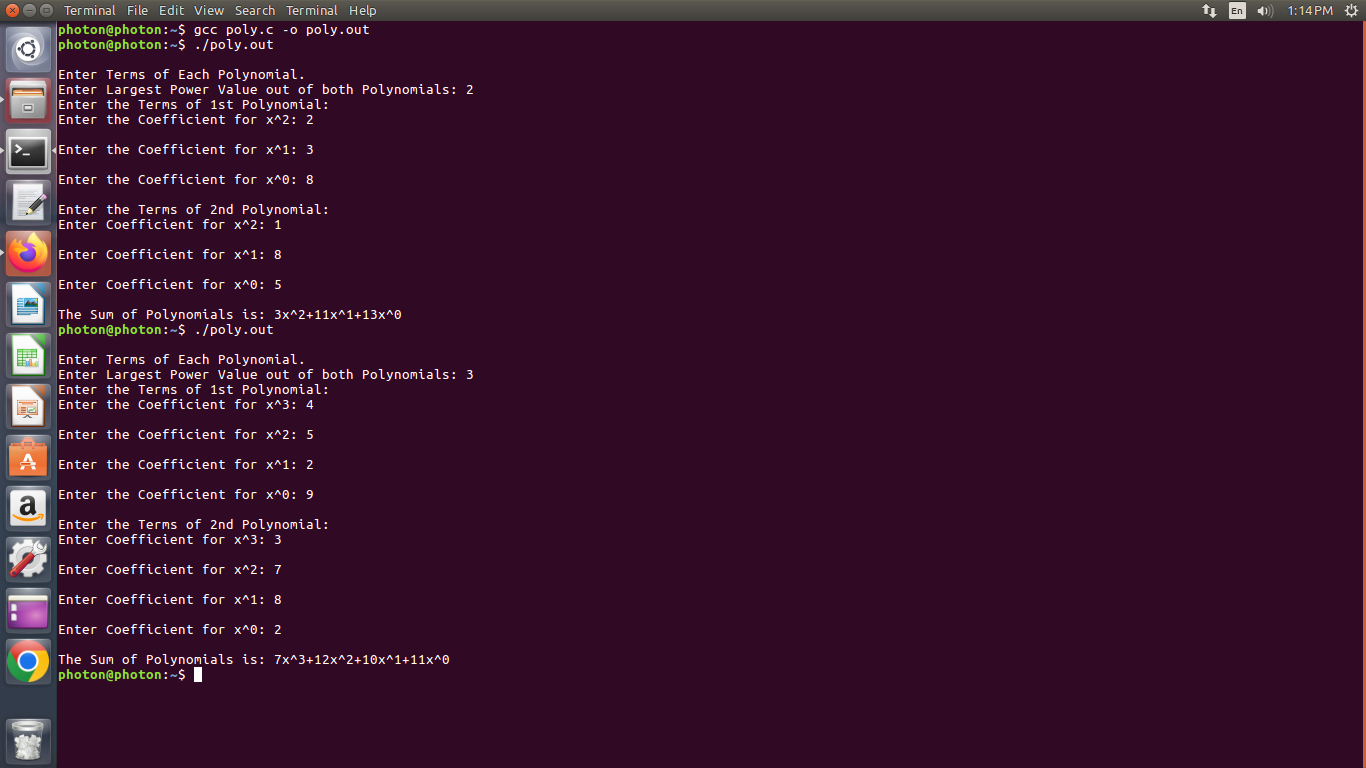 Terminal File Edit View Search Terminal Help En 1:14 PM
photon@photon:~$ gcc poly.c -o poly.out
photon@photon:~$ ./poly.out
Enter Terms of Each Polynomial.
Enter Largest Power Value out of both Polynomials: 2
Enter the Terms of 1st Polynomial:
Enter the Coefficient for x^2: 2
Enter the Coefficient for x^1: 3
Enter the Coefficient for x^0: 8
Enter the Terms of 2nd Polynomial:
Enter Coefficient for x^2: 1
Enter Coefficient for x^1: 8
Enter Coefficient for x^0: 5
The Sum of Polynomials is: 3x^2+11x^1+13x^0
photon@photon:~$ ./poly.out
Enter Terms of Each Polynomial.
Enter Largest Power Value out of both Polynomials: 3
Enter the Terms of 1st Polynomial:
Enter the Coefficient for x^3: 4
Enter the Coefficient for x^2: 5
Enter the Coefficient for x^1: 2
Enter the Coefficient for x^0: 9
Enter the Terms of 2nd Polynomial:
Enter Coefficient for x^3: 3
Enter Coefficient for x^2: 7
Enter Coefficient for x^1: 8
Enter Coefficient for x^0: 2
The Sum of Polynomials is: 7x^3+12x^2+10x^1+11x^0
photon@photon:~$